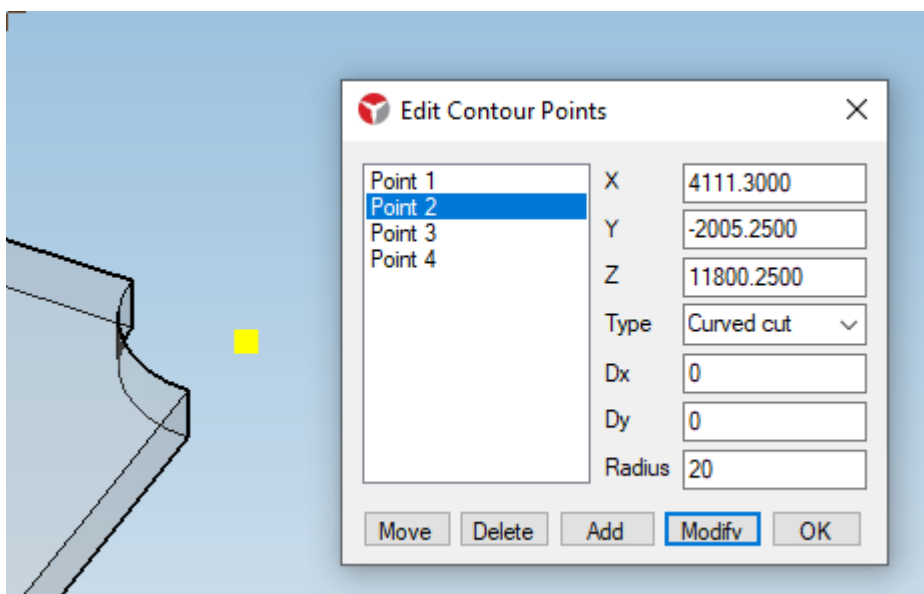 Edit Contour Points
Point 1
Point 2
Point 3
Point 4
X 4111.3000
Y -2005.2500
Z 11800.2500
Type Curved cut
Dx 0
Dy 0
Radius 20
Move Delete Add Modify OK